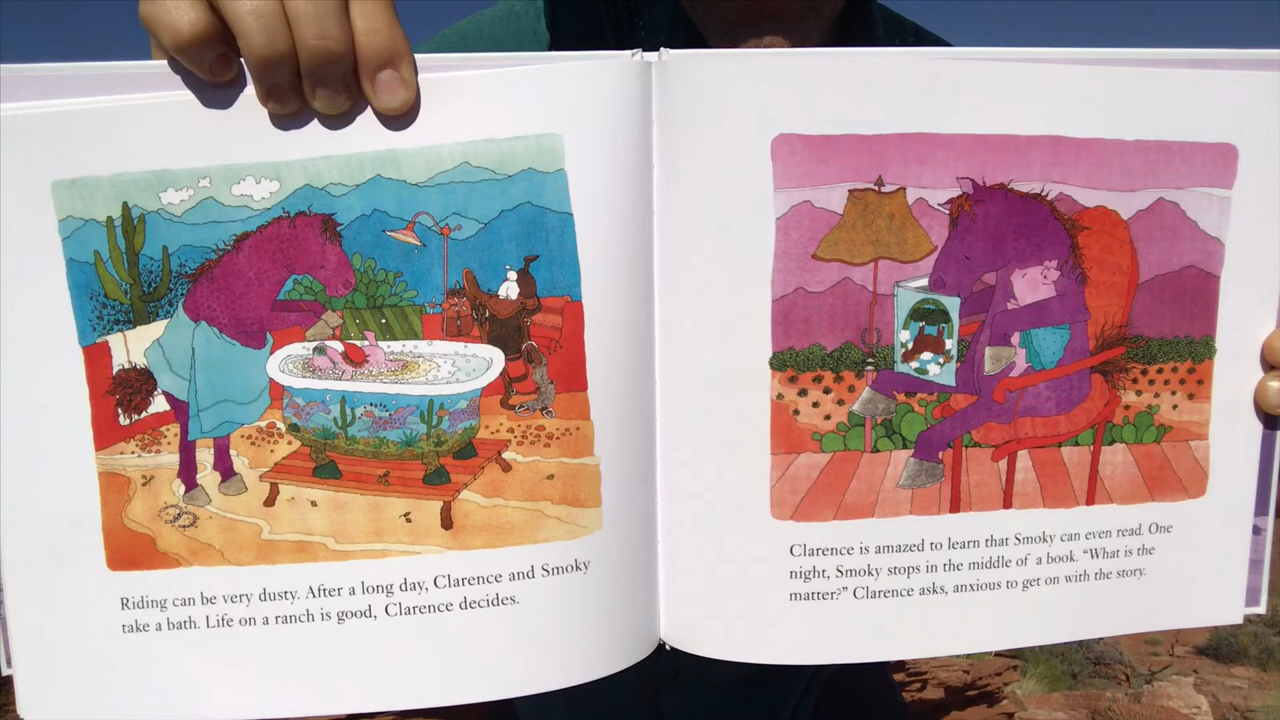 Riding can be very dusty. After a long day, Clarence and Smoky
take a bath. Life on a ranch is good, Clarence decides.
Clarence is amazed to learn that Smoky can even read. One
night, Smoky stops in the middle of a book. “What is the
matter?” Clarence asks, anxious to get on with the story.